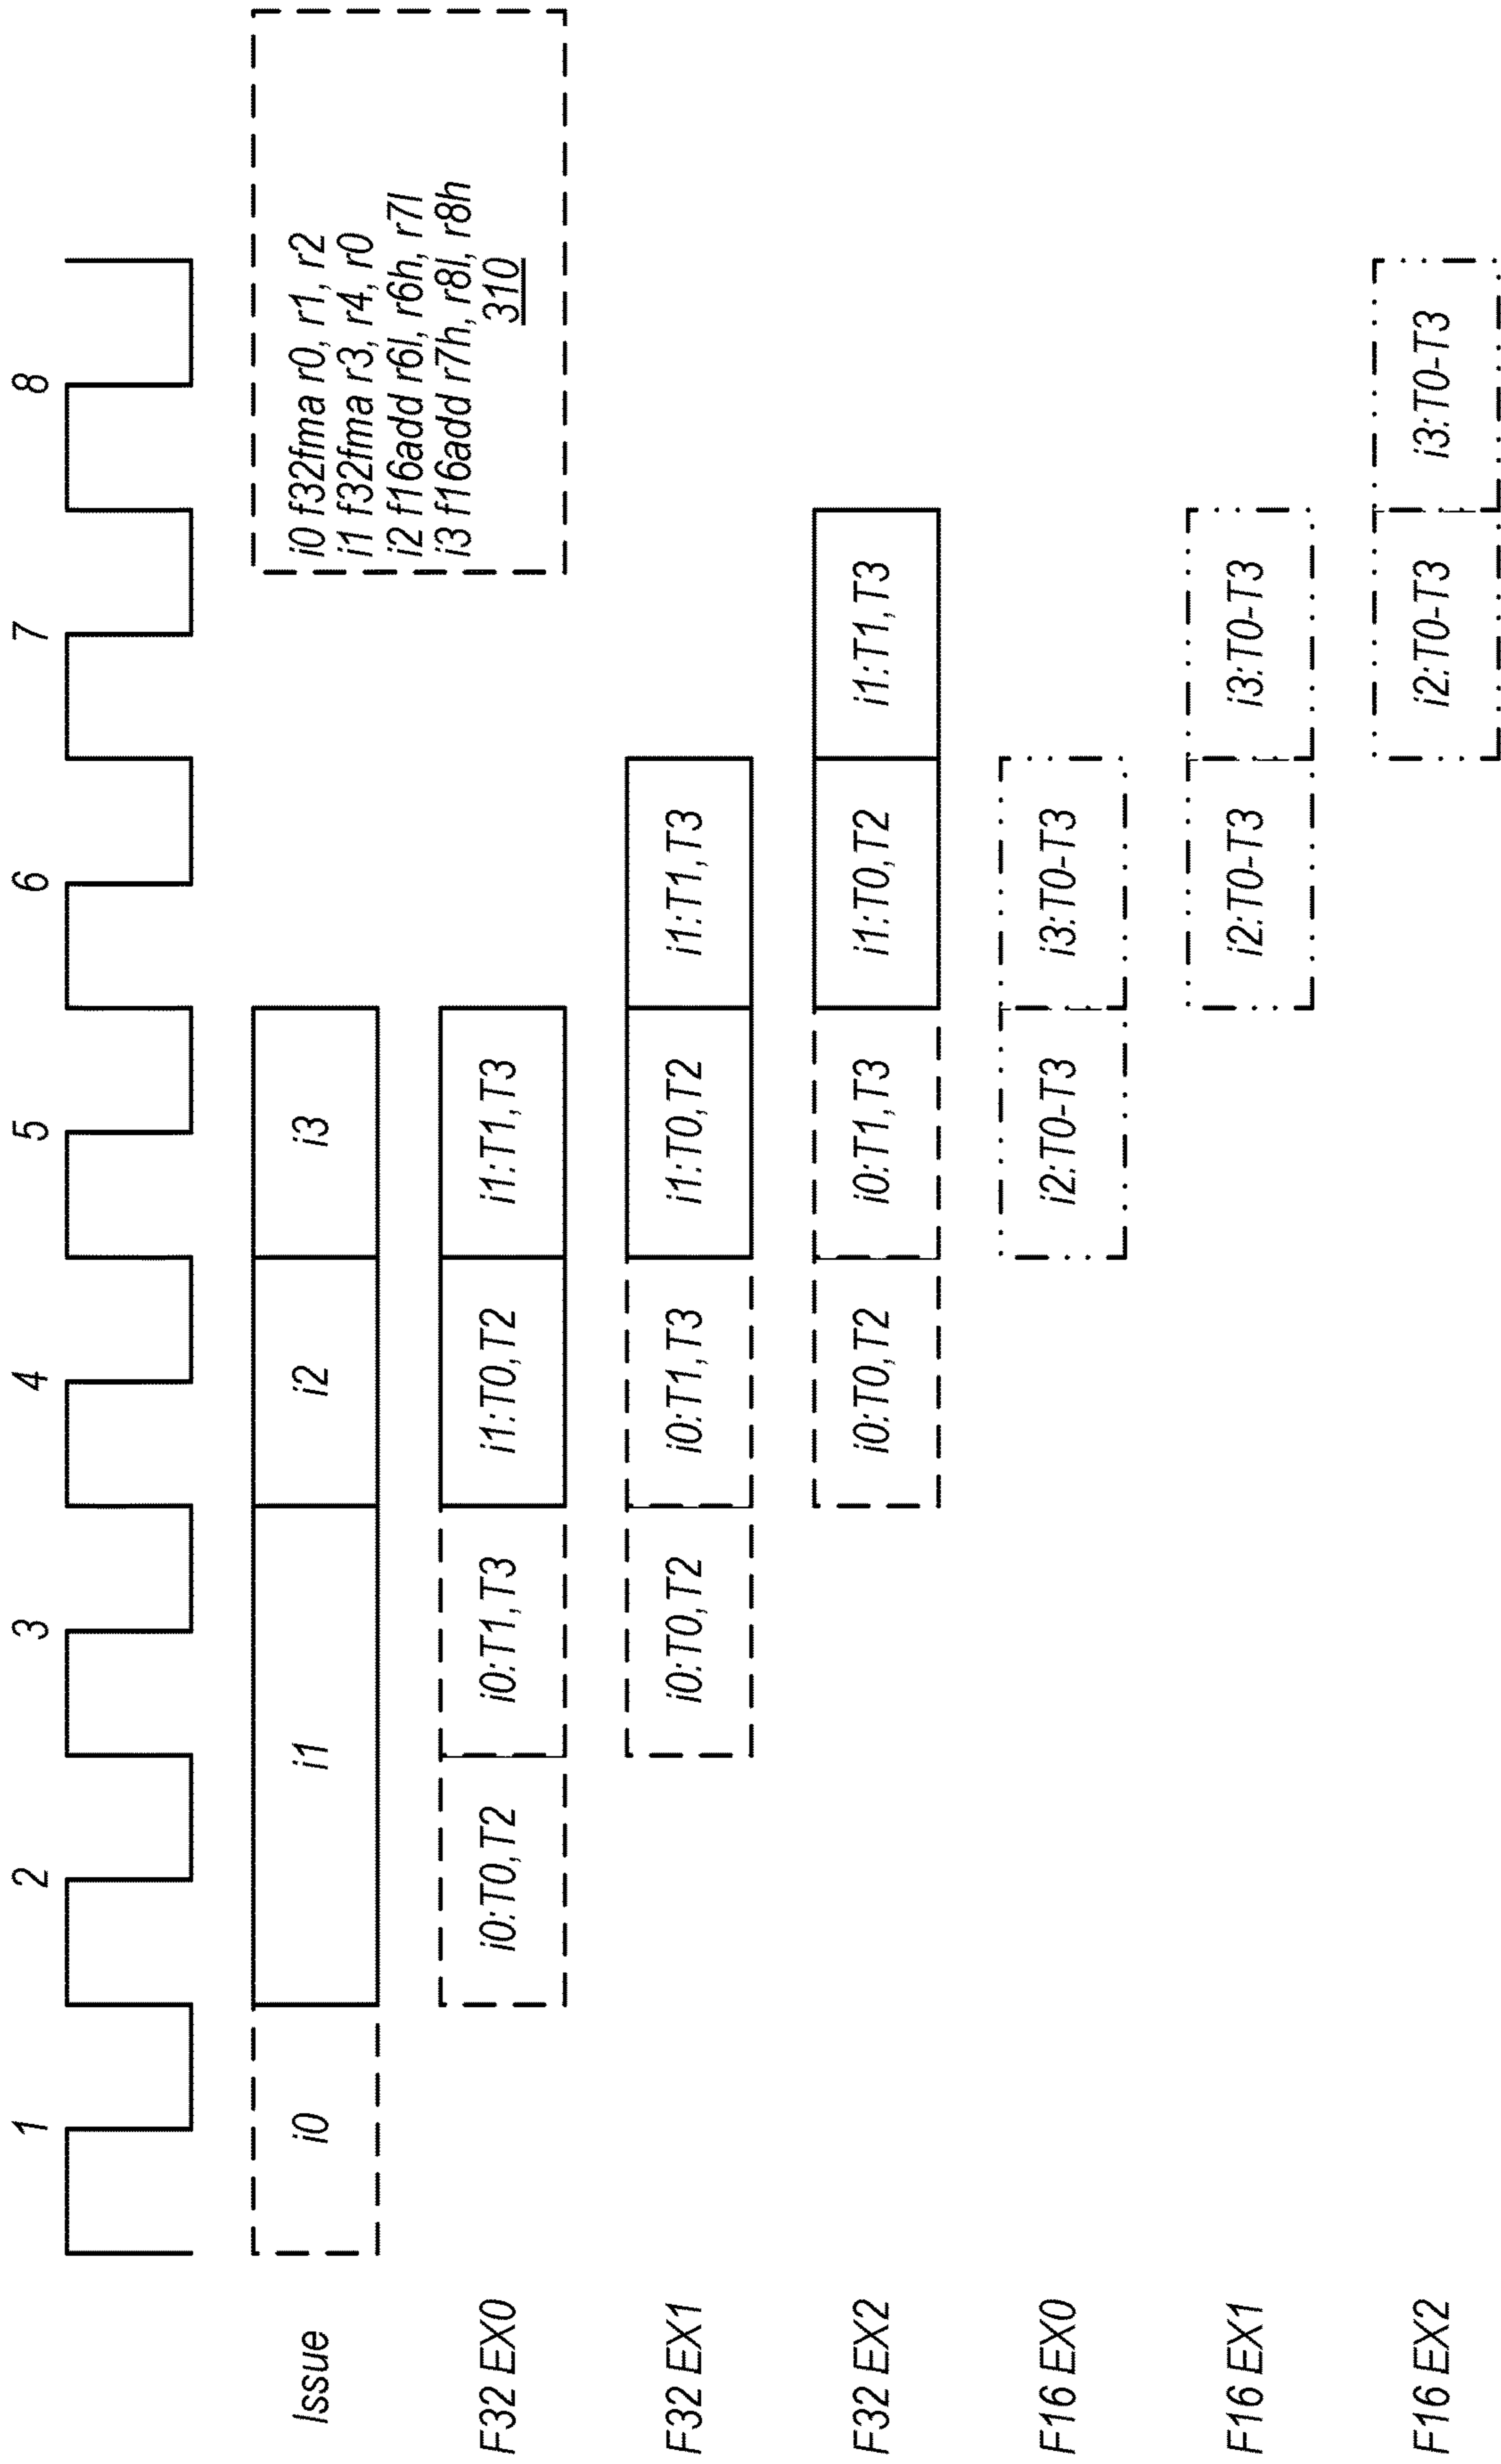 1 2 3 4 5 6 7 8
i0 f32fma r0, r1, r2
i1 f32fma r3, r4, r0
i2 f16add r6l, r6h, r7l
i3 f16add r7h, r8l, r8h
310
Issue i0 i1 i2 i3
F32 EX0 i0:T0,T2 i0:T1,T3 i1:T0,T2 i1:T1,T3
F32 EX1 i0:T0,T2 i0:T1,T3 i1:T0,T2 i1:T1,T3
F32 EX2 i0:T0,T2 i0:T1,T3 i1:T0,T2 i1:T1,T3
F16 EX0 i2:T0-T3 i3:T0-T3
F16 EX1 i2:T0-T3 i3:T0-T3
F16 EX2 i2:T0-T3 i3:T0-T3